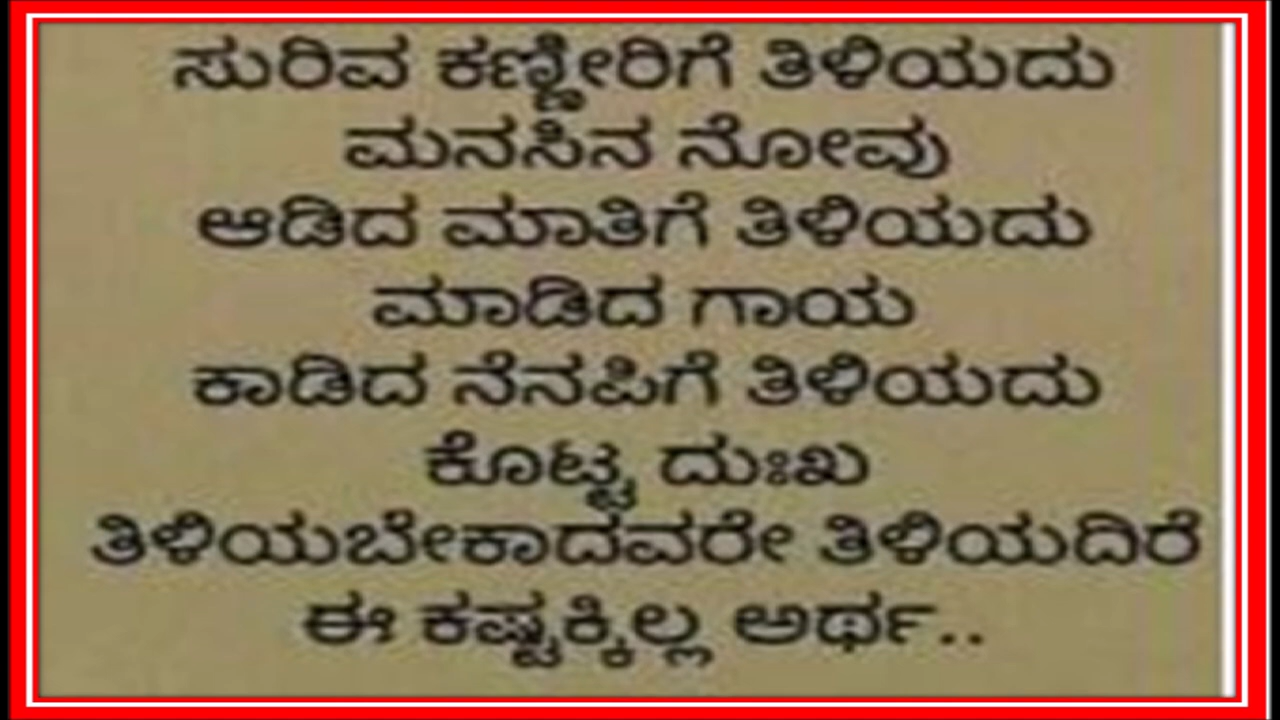 ಸುರಿವ ಕಣ್ಣೀರಿಗೆ ತಿಳಿಯದು
ಮನಸಿನ ನೋವು
ಆಡಿದ ಮಾತಿಗೆ ತಿಳಿಯದು
ಮಾಡಿದ ಗಾಯ
ಕಾಡಿದ ನೆನಪಿಗೆ ತಿಳಿಯದು
ಕೊಟ್ಟ ದುಃಖ
ತಿಳಿಯಬೇಕಾದವರೇ ತಿಳಿಯದಿರೆ
ಈ ಕಷ್ಟಕ್ಕಿಲ್ಲ ಅರ್ಥ..